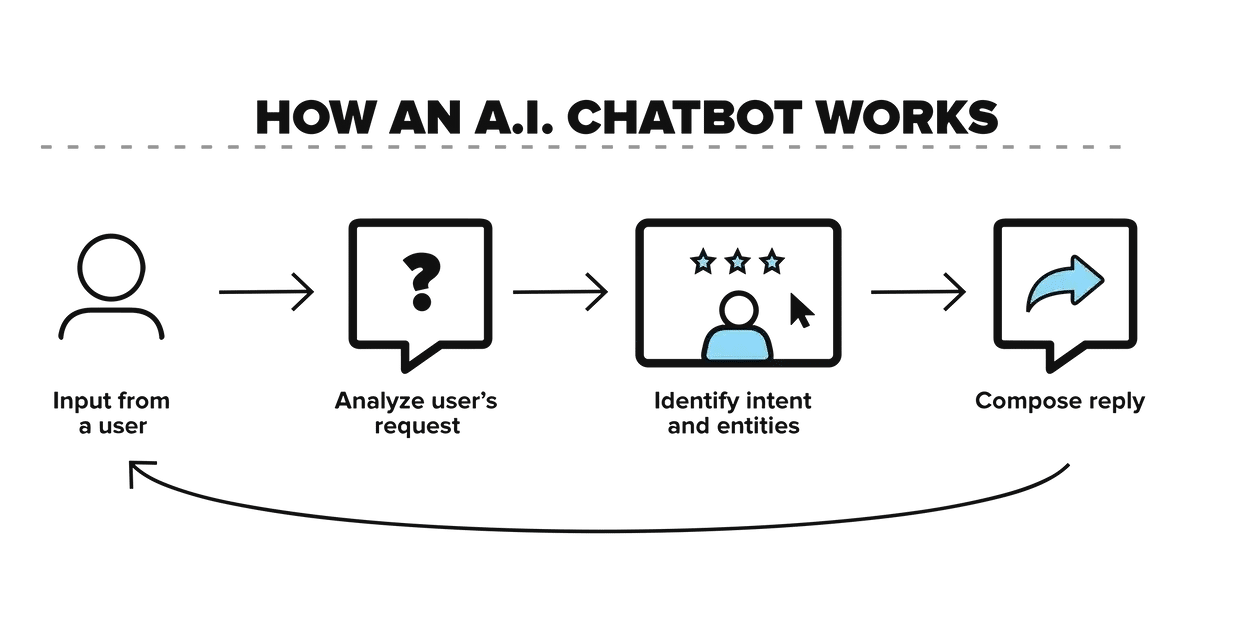 HOW AN A.I. CHATBOT WORKS
?
Input from
a user
Analyze user’s
request
Identify intent
and entities
Compose reply